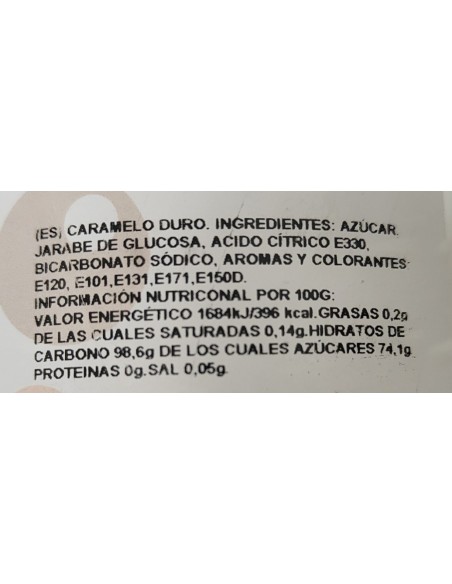 (ES) CARAMELO DURO. INGREDIENTES: AZÚCAR.
JARABE DE GLUCOSA, ACIDO CÍTRICO E330,
BICARBONATO SÓDICO, AROMAS Y COLORANTES:
E120, E101,E131,E171,E150D.
INFORMACIÓN NUTRICONAL POR 100G:
VALOR ENERGÉTICO 1684kJ/396 kcal.GRASAS 0,2g
DE LAS CUALES SATURADAS 0,14g.HIDRATOS DE
CARBONO 98,6g DE LOS CUALES AZÚCARES 74,1g
PROTEINAS 0g.SAL 0,05g